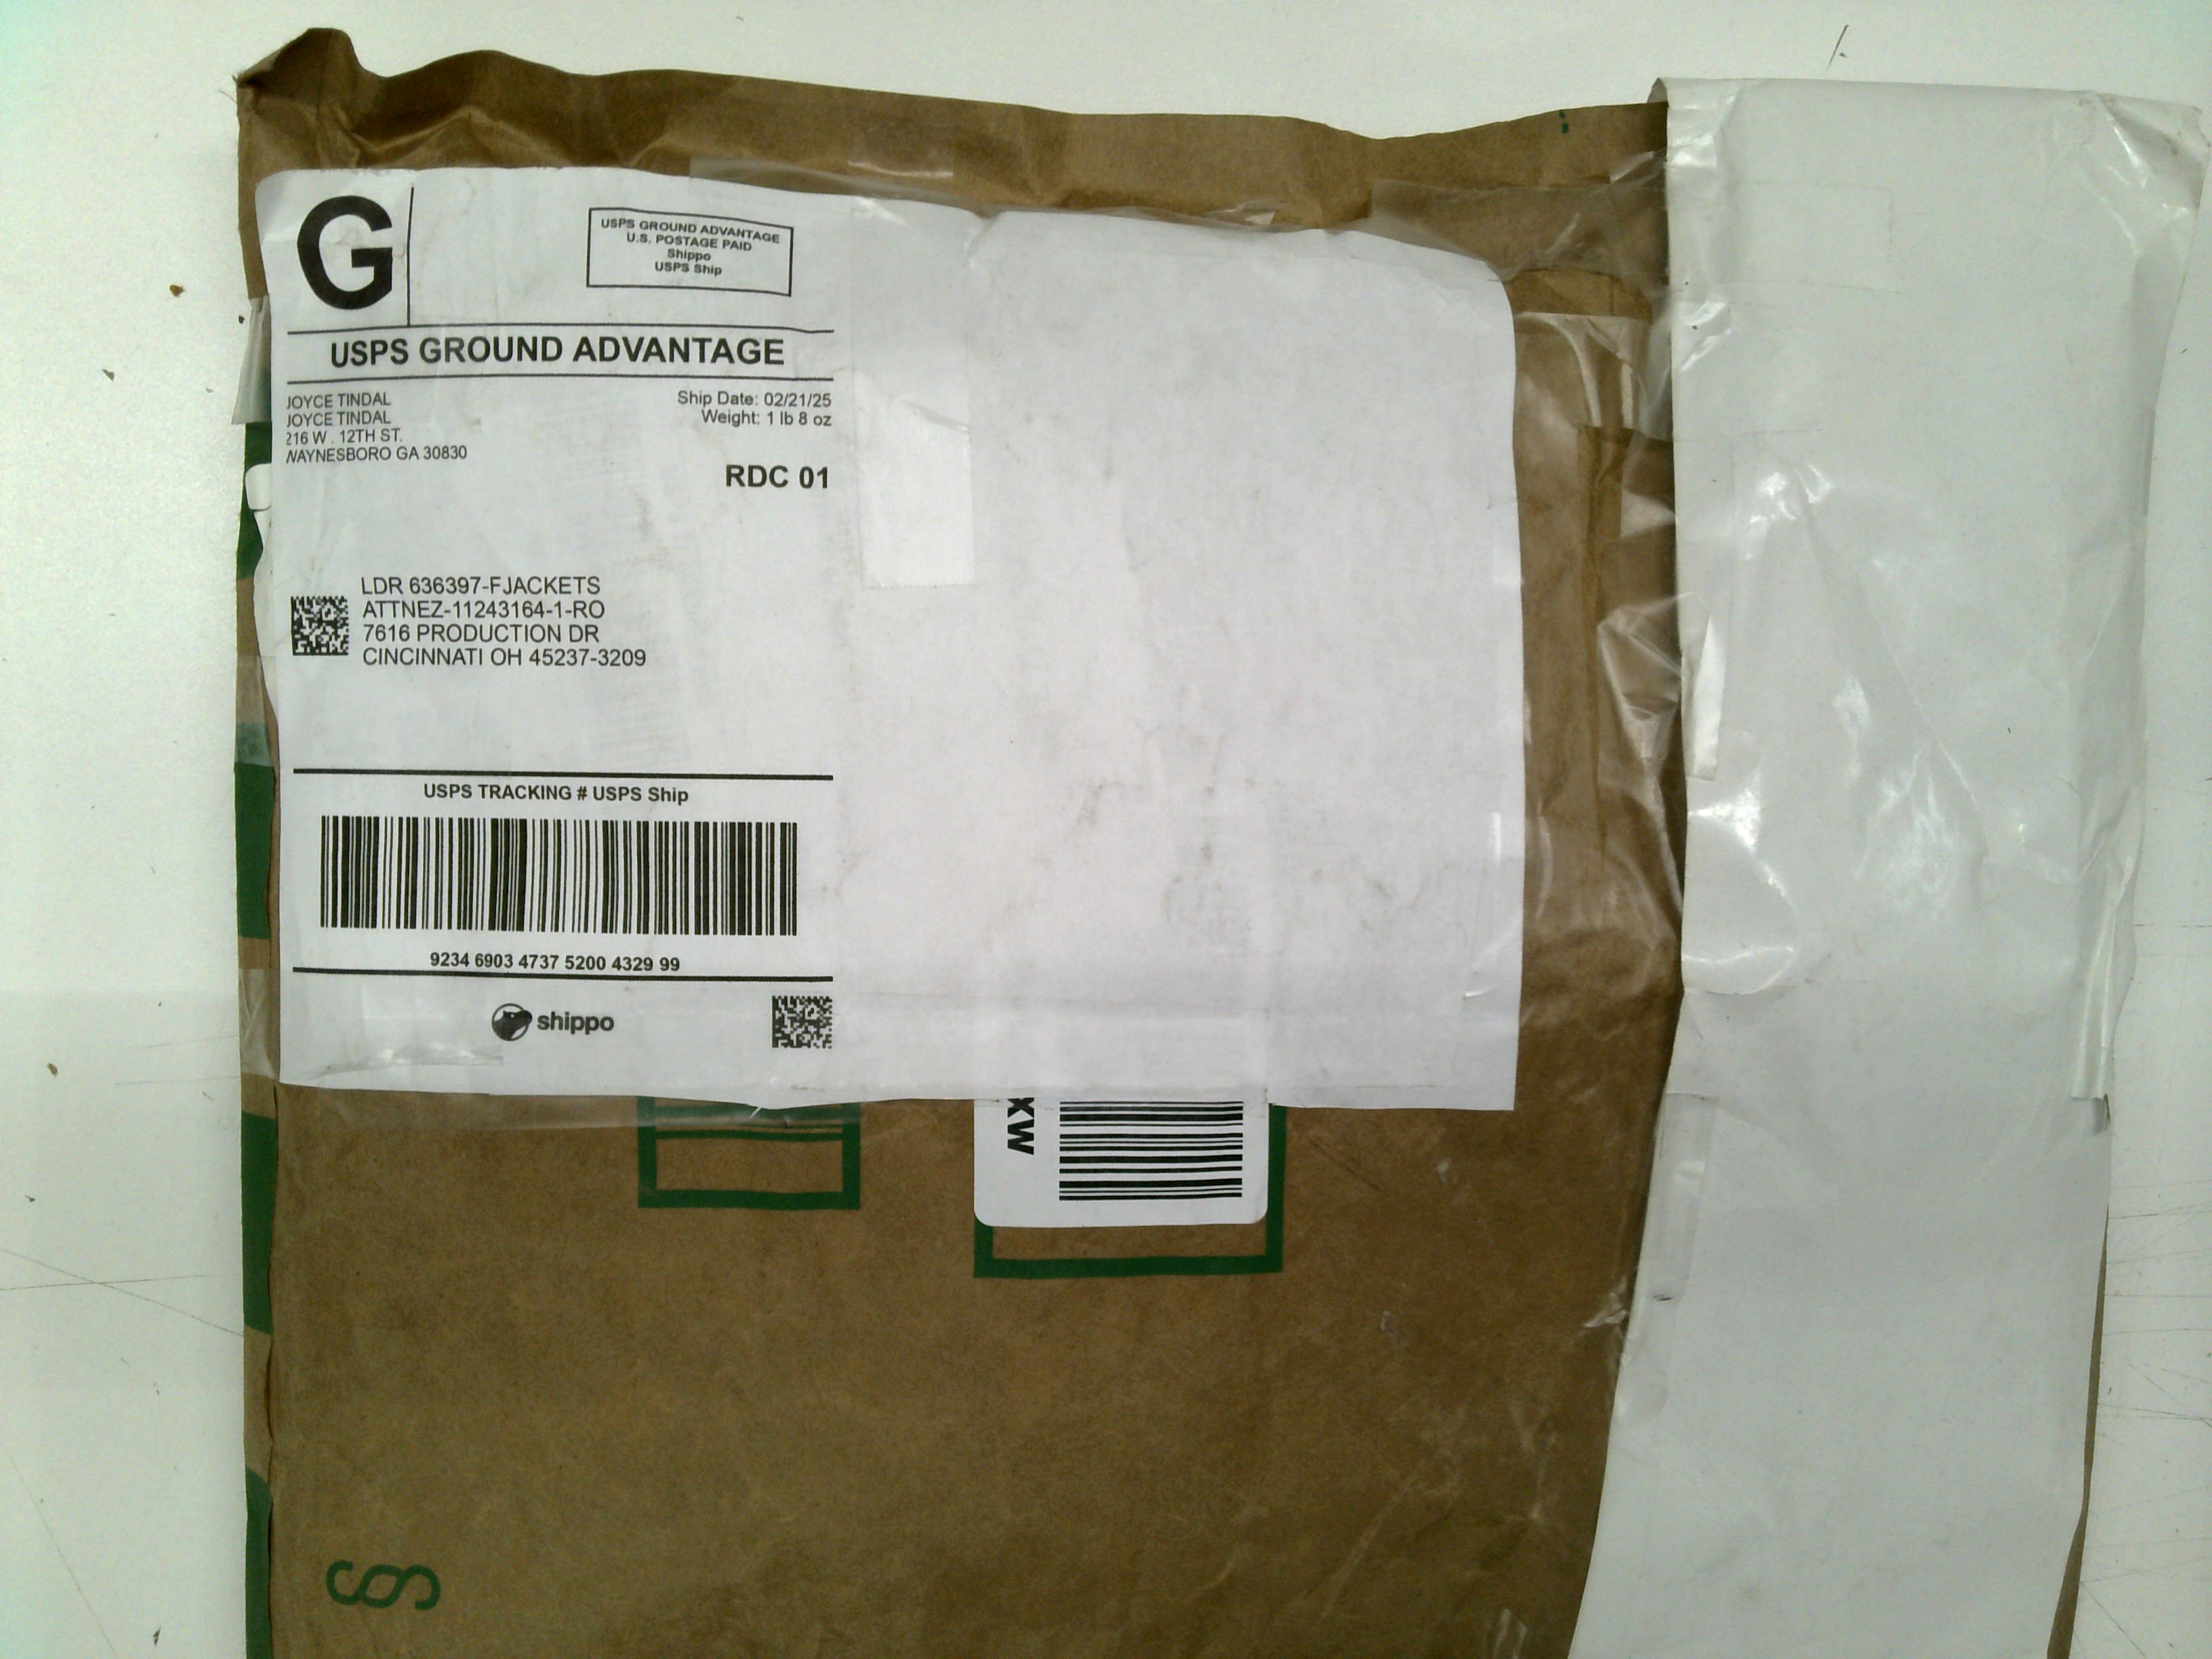 G
USPS GROUND ADVANTAGE
U.S. POSTAGE PAID
Shippo
USPS Ship
USPS GROUND ADVANTAGE
JOYCE TINDAL
JOYCE TINDAL
216 W . 12TH ST.
WAYNESBORO GA 30830
Ship Date: 02/21/25
Weight: 1 lb 8 oz
RDC 01
LDR 636397-FJACKETS
ATTNEZ-11243164-1-RO
7616 PRODUCTION DR
CINCINNATI OH 45237-3209
USPS TRACKING # USPS Ship
9234 6903 4737 5200 4329 99
shippo
XW